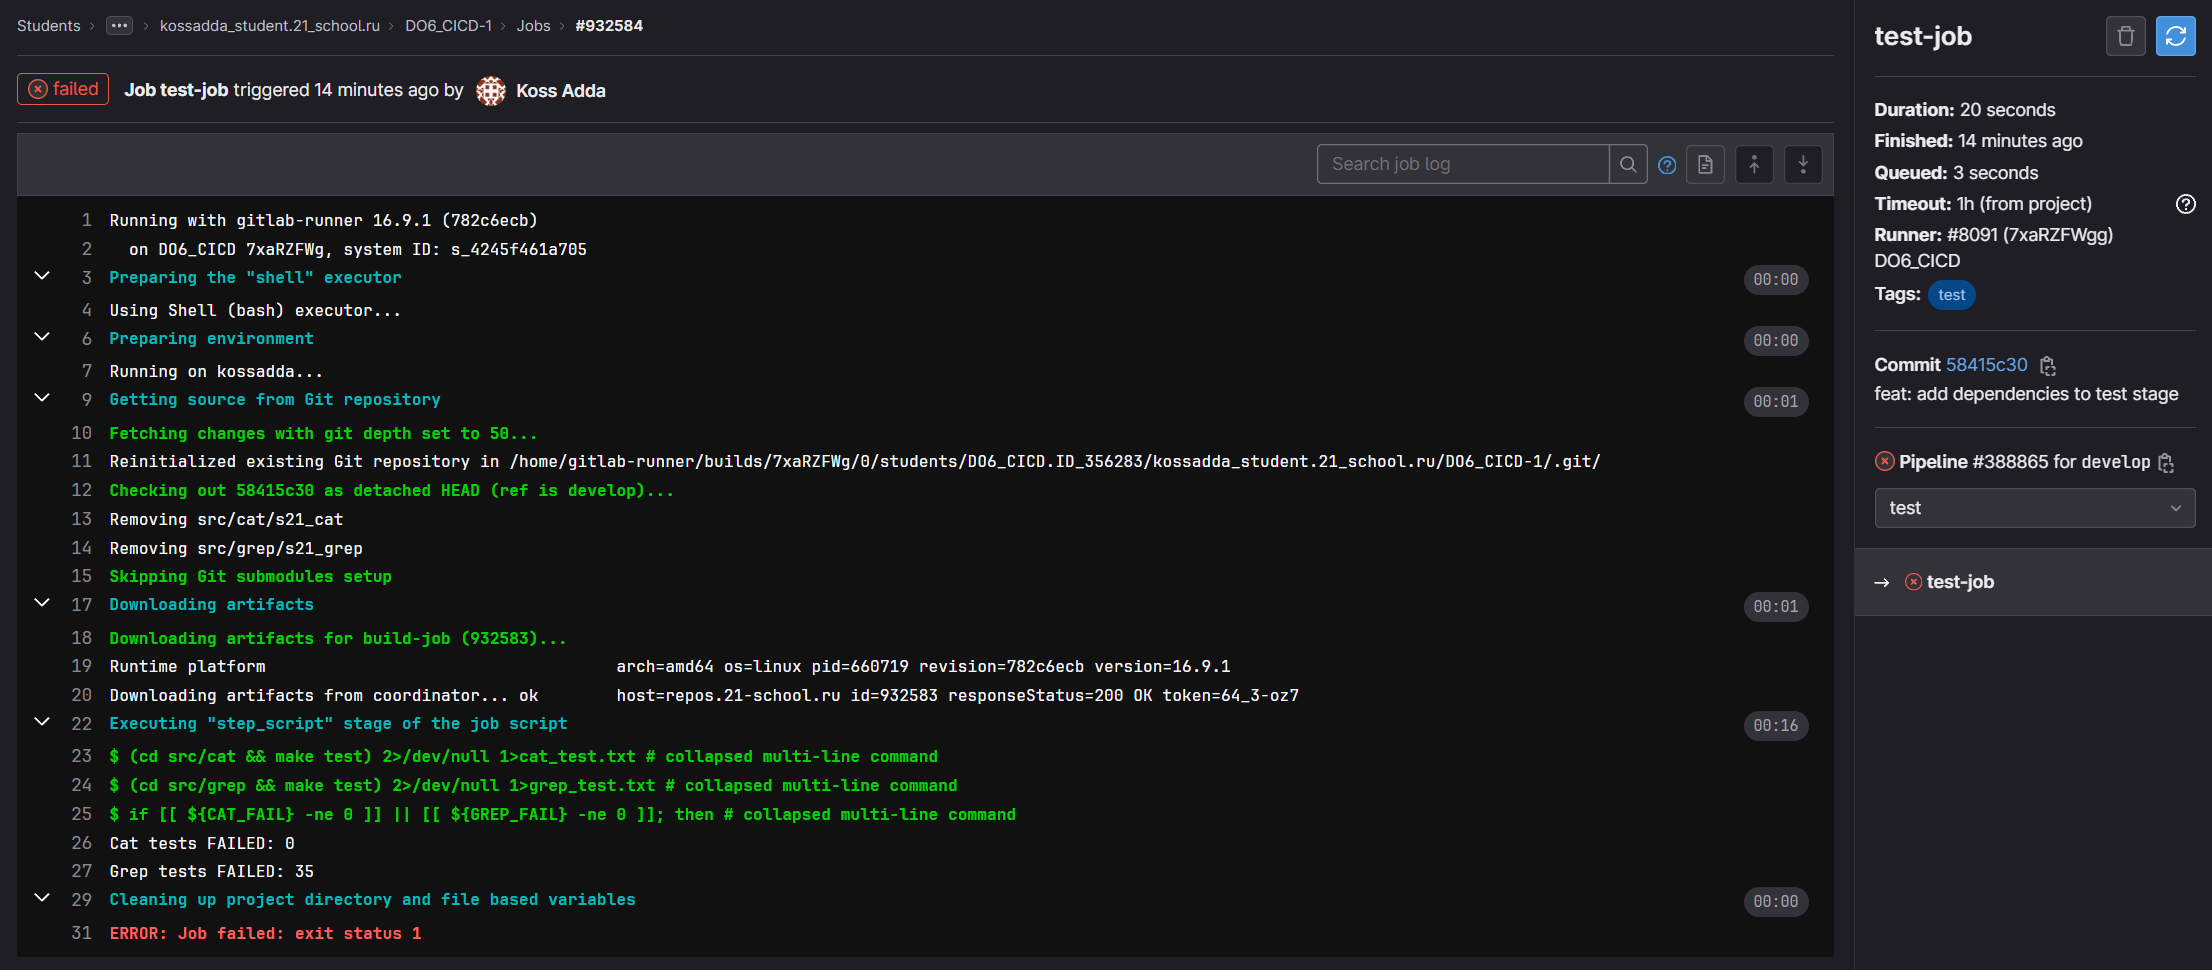 Students > ... > kossadda_student.21_school.ru > DO6_CICD-1 > Jobs > #932584
failed Job test-job triggered 14 minutes ago by Koss Adda
Search job log
1 Running with gitlab-runner 16.9.1 (782c6ecb)
2 on DO6_CICD 7xaRZFWg, system ID: s_4245f461a705
3 Preparing the "shell" executor 00:00
4 Using Shell (bash) executor...
6 Preparing environment 00:00
7 Running on kossadda...
9 Getting source from Git repository 00:01
10 Fetching changes with git depth set to 50...
11 Reinitialized existing Git repository in /home/gitlab-runner/builds/7xaRZFWg/0/students/DO6_CICD.ID_356283/kossadda_student.21_school.ru/DO6_CICD-1/.git/
12 Checking out 58415c30 as detached HEAD (ref is develop)...
13 Removing src/cat/s21_cat
14 Removing src/grep/s21_grep
15 Skipping Git submodules setup
17 Downloading artifacts 00:01
18 Downloading artifacts for build-job (932583)...
19 Runtime platform arch=amd64 os=linux pid=660719 revision=782c6ecb version=16.9.1
20 Downloading artifacts from coordinator... ok host=repos.21-school.ru id=932583 responseStatus=200 OK token=64_3-oz7
22 Executing "step_script" stage of the job script 00:16
23 $ (cd src/cat && make test) 2>/dev/null 1>cat_test.txt # collapsed multi-line command
24 $ (cd src/grep && make test) 2>/dev/null 1>grep_test.txt # collapsed multi-line command
25 $ if [[ ${CAT_FAIL} -ne 0 ]] || [[ ${GREP_FAIL} -ne 0 ]]; then # collapsed multi-line command
26 Cat tests FAILED: 0
27 Grep tests FAILED: 35
29 Cleaning up project directory and file based variables 00:00
31 ERROR: Job failed: exit status 1
test-job
Duration: 20 seconds
Finished: 14 minutes ago
Queued: 3 seconds
Timeout: 1h (from project)
Runner: #8091 (7xaRZFWgg)
DO6_CICD
Tags: test
Commit 58415c30
feat: add dependencies to test stage
Pipeline #388865 for develop
test
→ test-job